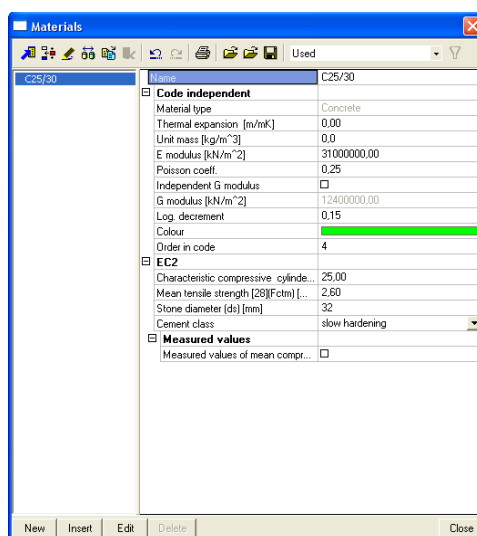 Materials
Used
C25/30
Name C25/30
Code independent
Material type Concrete
Thermal expansion [m/mK] 0,00
Unit mass [kg/m^3] 0,0
E modulus [kN/m^2] 31000000,00
Poisson coeff. 0,25
Independent G modulus
G modulus [kN/m^2] 12400000,00
Log. decrement 0,15
Colour
Order in code 4
EC2
Characteristic compressive cylinde... 25,00
Mean tensile strength [28](Fctm) [... 2,60
Stone diameter (ds) [mm] 32
Cement class slow hardening
Measured values
Measured values of mean compr...
New Insert Edit Delete Close